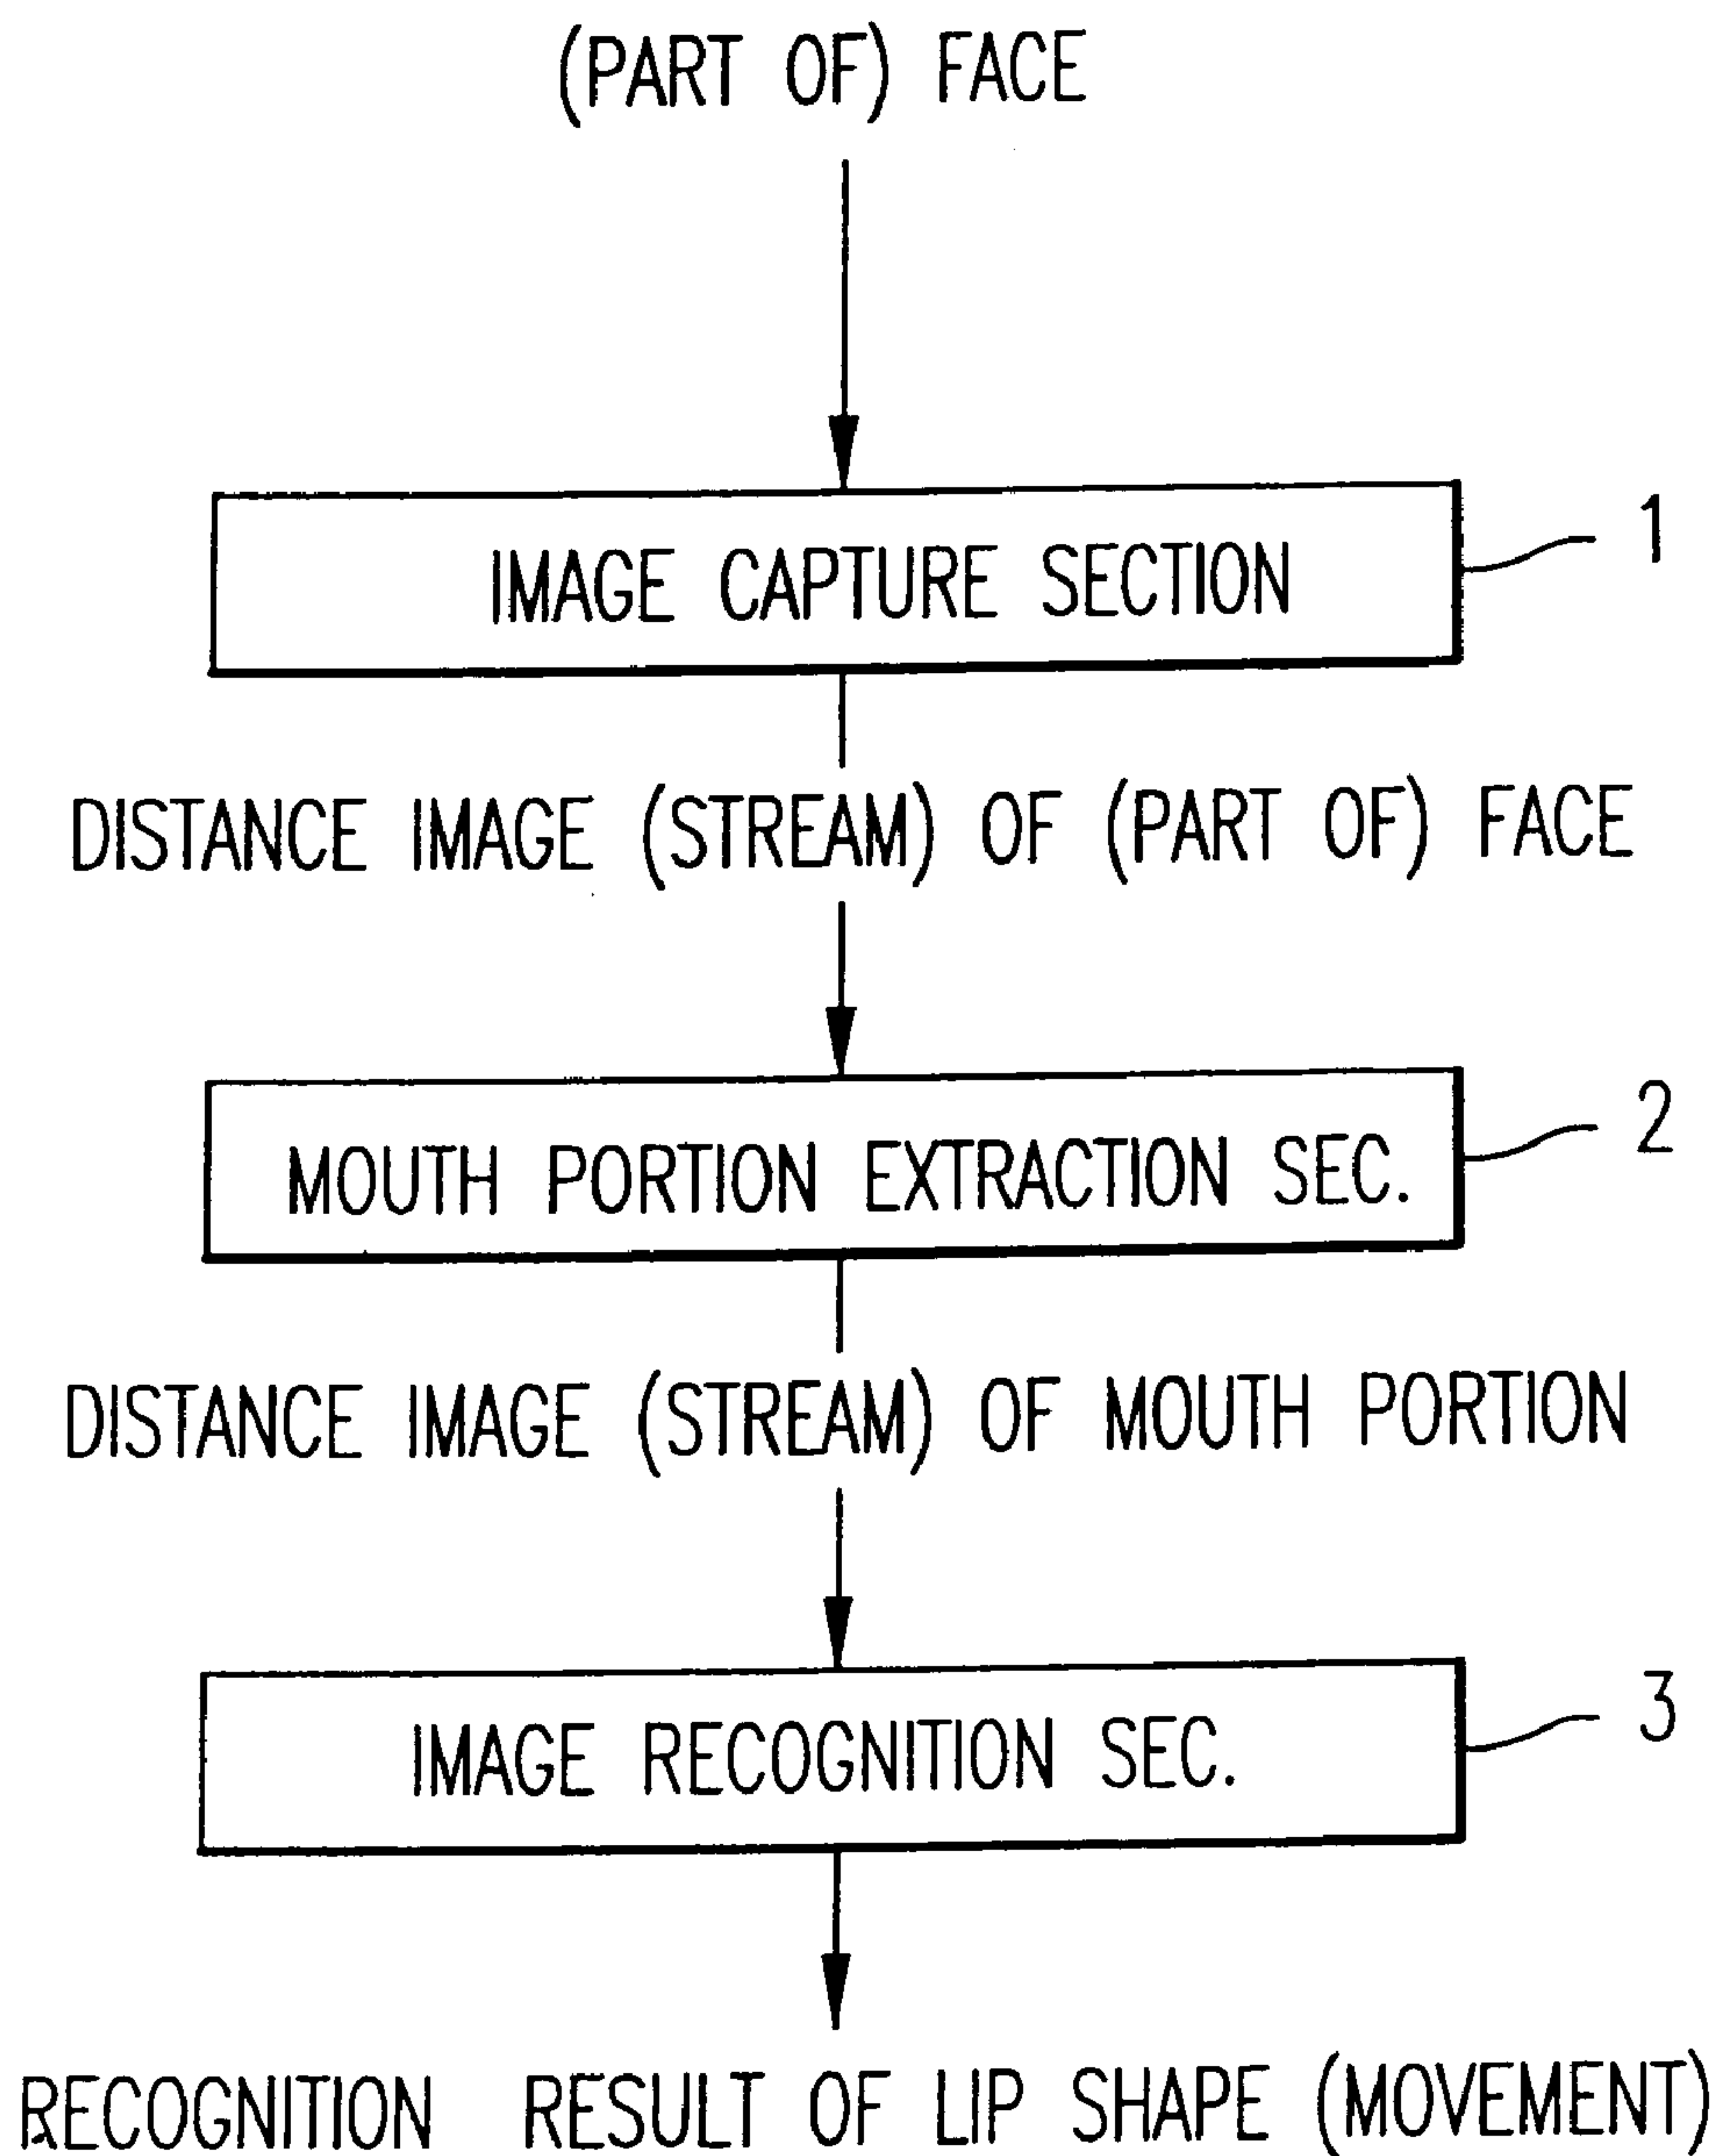 (PART OF) FACE
IMAGE CAPTURE SECTION
1
DISTANCE IMAGE (STREAM) OF (PART OF) FACE
MOUTH PORTION EXTRACTION SEC.
2
DISTANCE IMAGE (STREAM) OF MOUTH PORTION
IMAGE RECOGNITION SEC.
3
RECOGNITION RESULT OF LIP SHAPE (MOVEMENT)